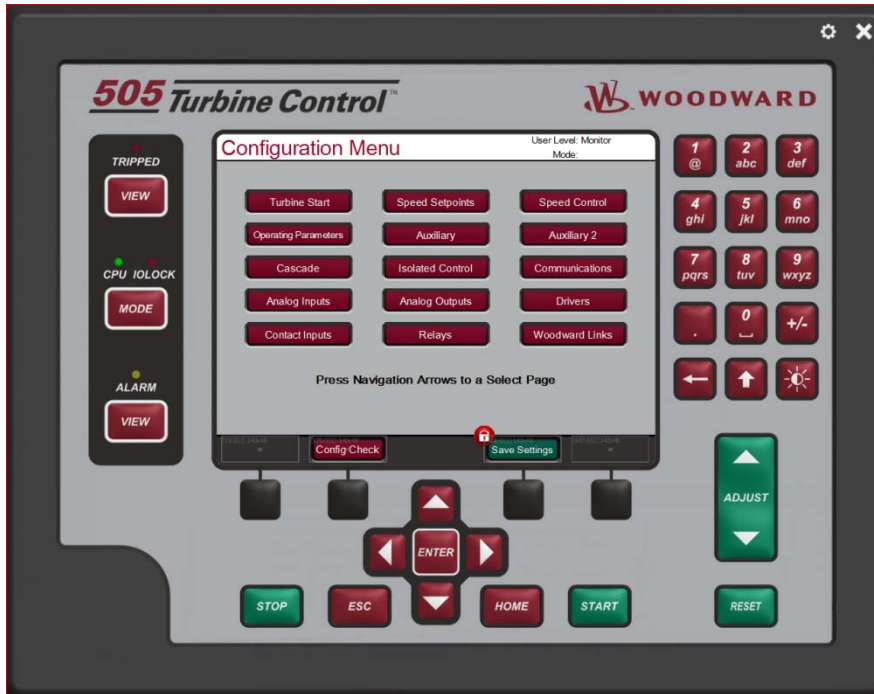 505 Turbine Control™
WOODWARD
TRIPPED
VIEW
CPU IOLOCK
MODE
ALARM
VIEW
Configuration Menu
User Level: Monitor
Mode:
Turbine Start Speed Setpoints Speed Control
Operating Parameters Auxiliary Auxiliary 2
Cascade Isolated Control Communications
Analog Inputs Analog Outputs Drivers
Contact Inputs Relays Woodward Links
Press Navigation Arrows to a Select Page
Config Check Save Settings
1 2 3
@ abc def
4 5 6
ghi jkl mno
7 8 9
pqrs tuv wxyz
. 0 +/-
ADJUST
ENTER
STOP ESC HOME START RESET